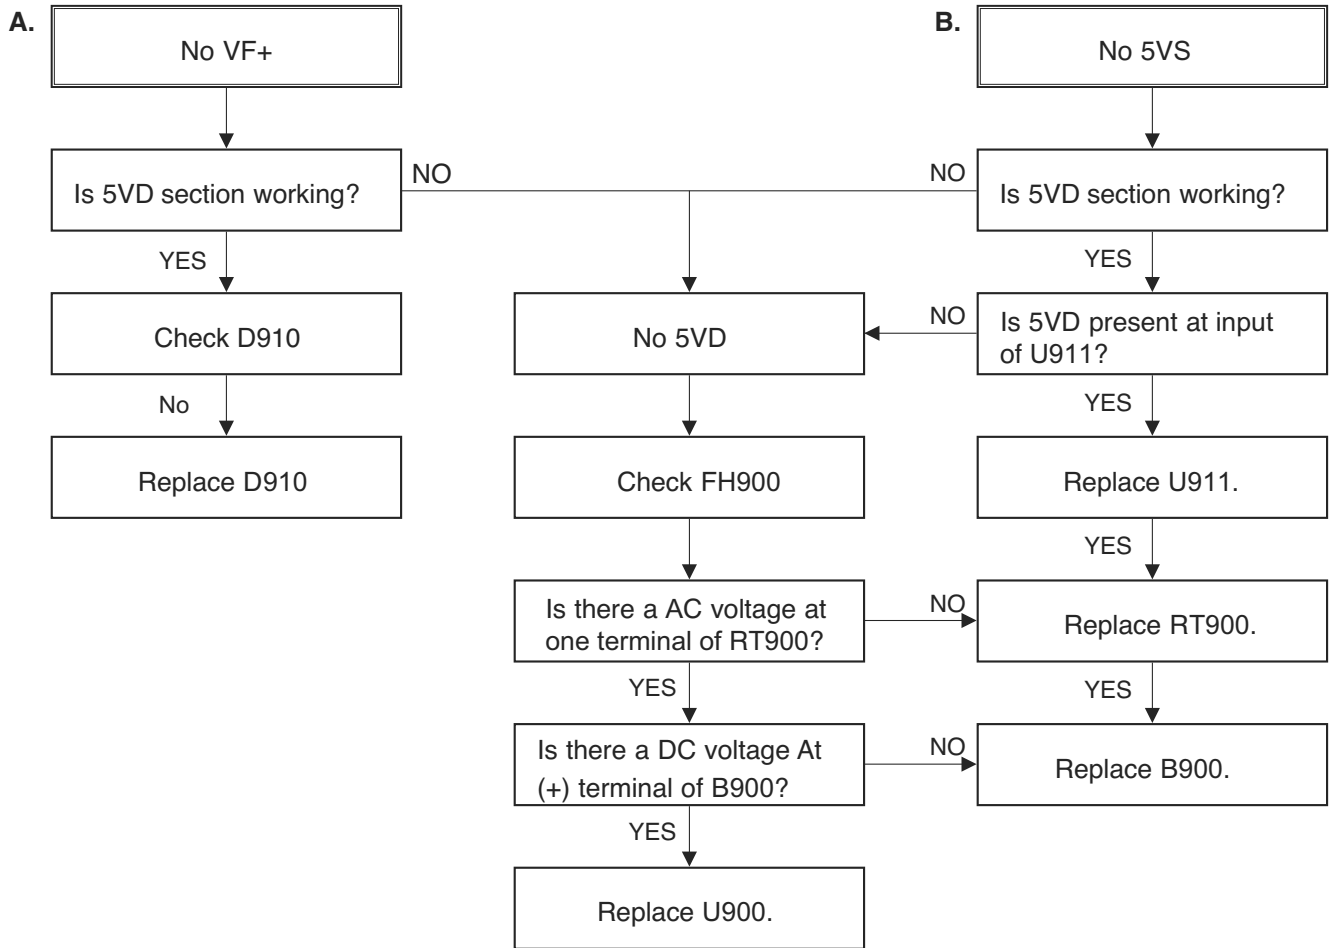 A.
No VF+
B.
No 5VS
Is 5VD section working?
NO
NO
Is 5VD section working?
YES
YES
Check D910
No 5VD
NO
Is 5VD present at input
of U911?
No
YES
Replace D910
Check FH900
Replace U911.
YES
Is there a AC voltage at
one terminal of RT900?
NO
Replace RT900.
YES
YES
Is there a DC voltage At
(+) terminal of B900?
NO
Replace B900.
YES
Replace U900.